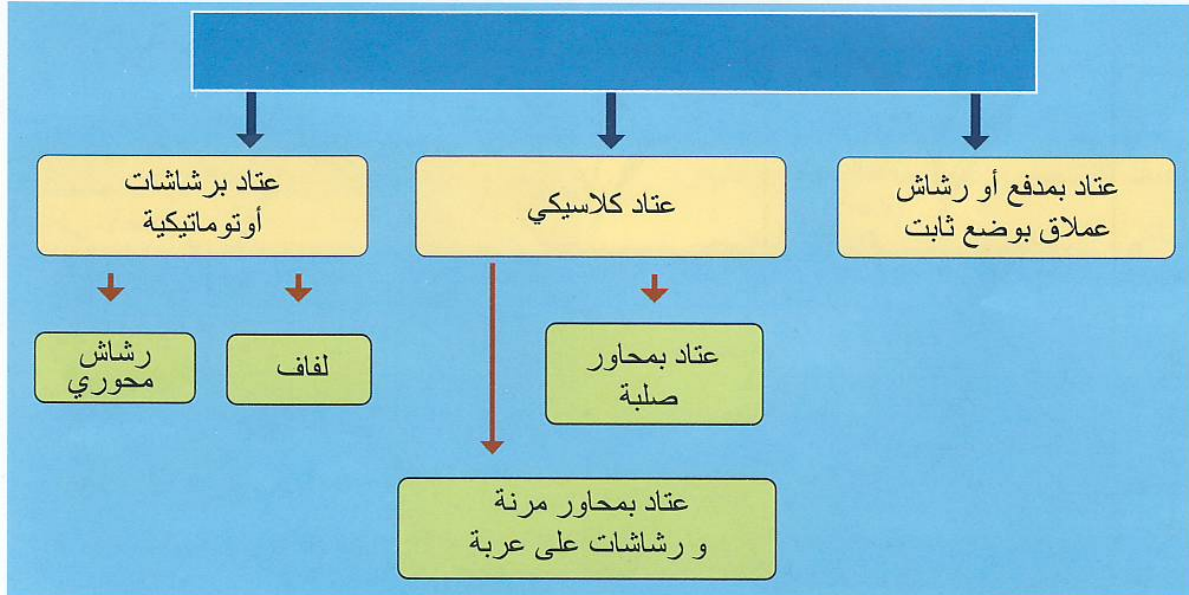 عتاد بمدفع أو رشاش
عملاق بوضع ثابت
عتاد كلاسيكي
عتاد برشاشات
أوتوماتيكية
عتاد بمحاور
صلبة
لفاف
رشاش
محوري
عتاد بمحاور مرنة
و رشاشات على عربة